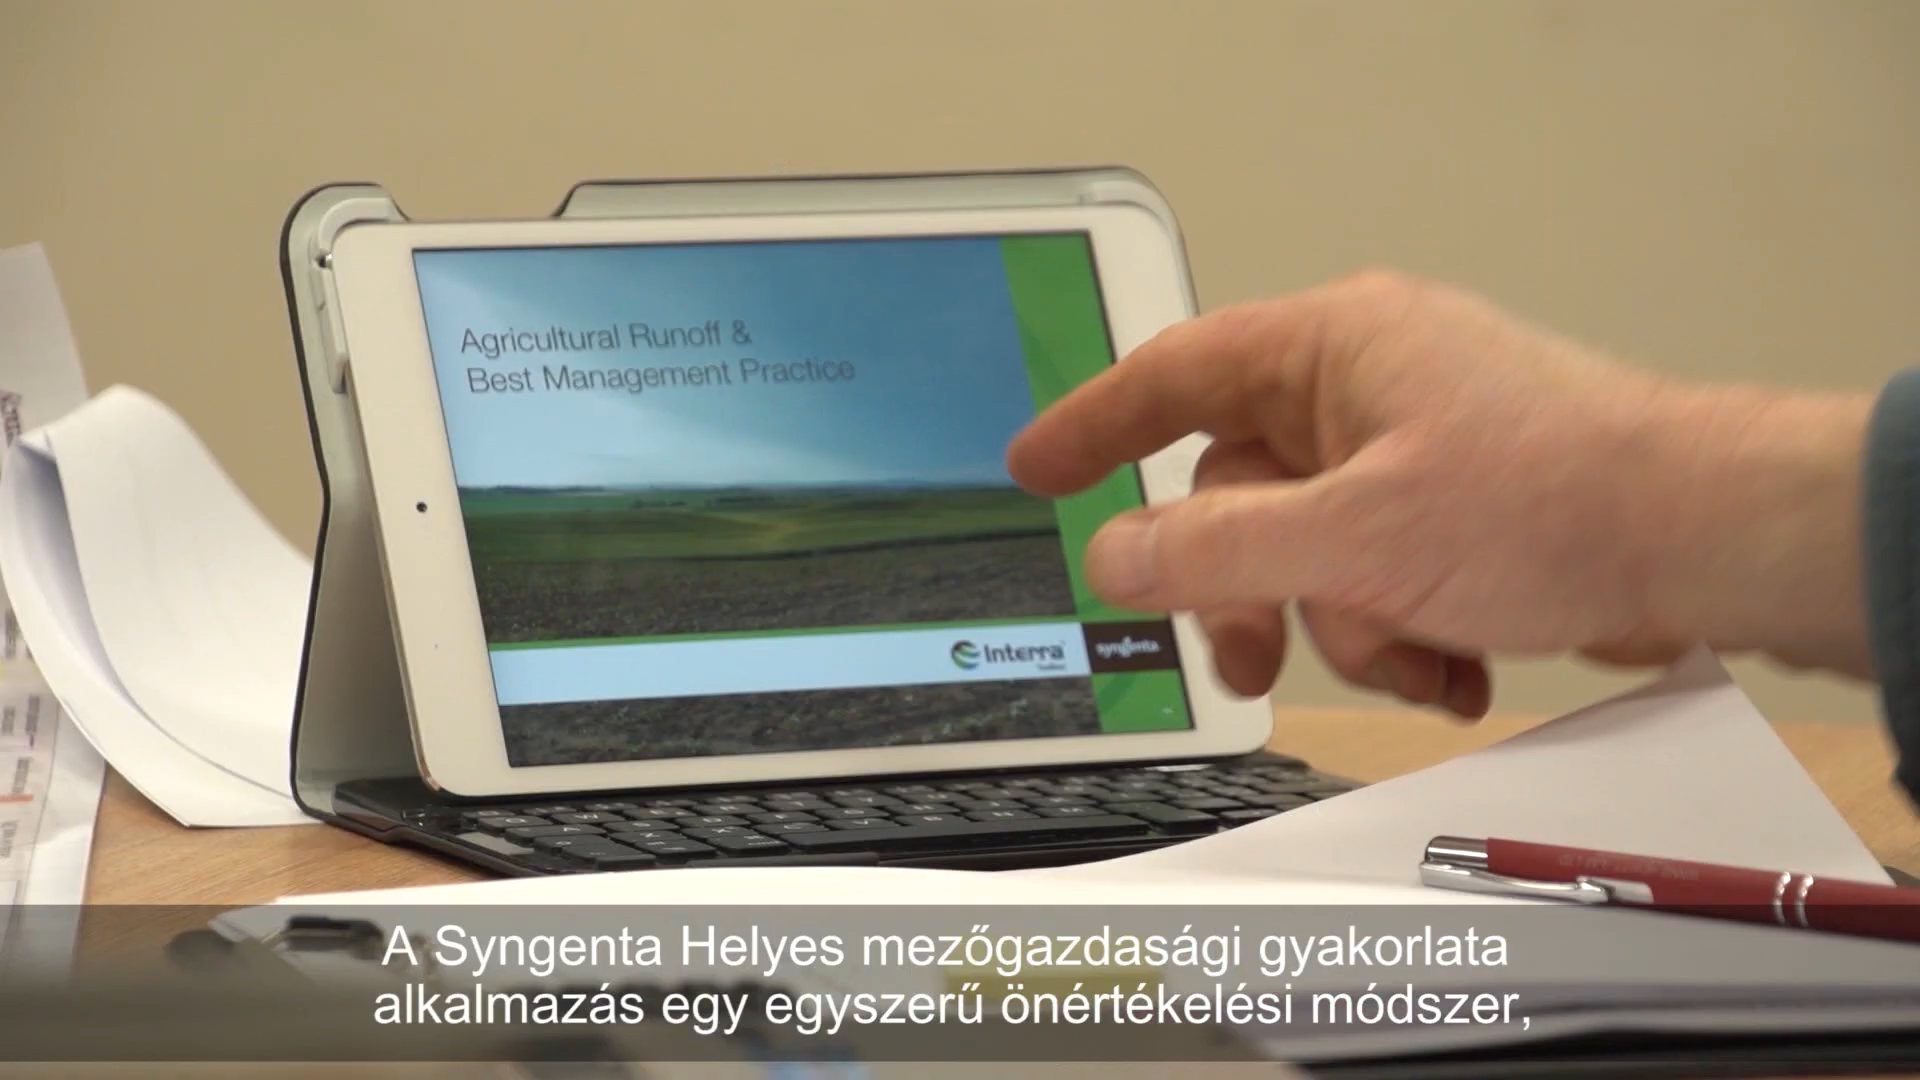 Agricultural Runoff &
Best Management Practice
Interra
syngenta
A Syngenta Helyes mezőgazdasági gyakorlata
alkalmazás egy egyszerű önértékelési módszer,